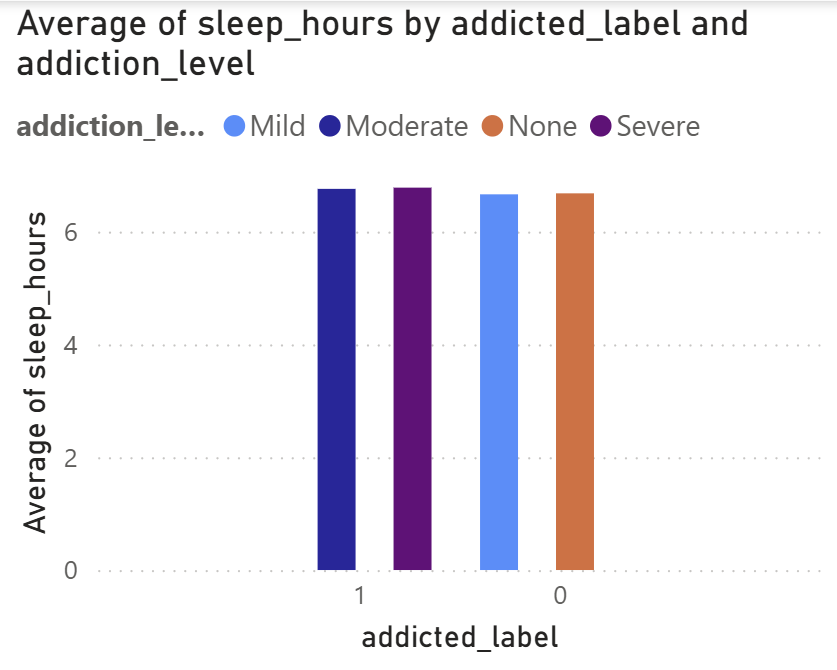 Average of sleep_hours by addicted_label and
addiction_level
addiction_le... Mild Moderate None Severe
Average of sleep_hours
6
4
2
0
1 0
addicted_label